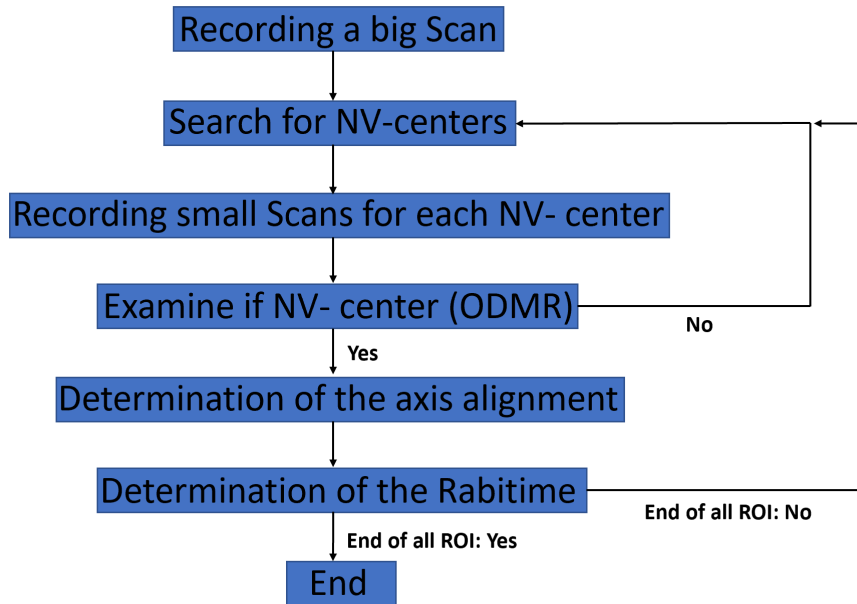 Recording a big Scan
Search for NV-centers
Recording small Scans for each NV- center
Examine if NV- center (ODMR)
No
Yes
Determination of the axis alignment
Determination of the Rabitime
End of all ROI: No
End of all ROI: Yes
End